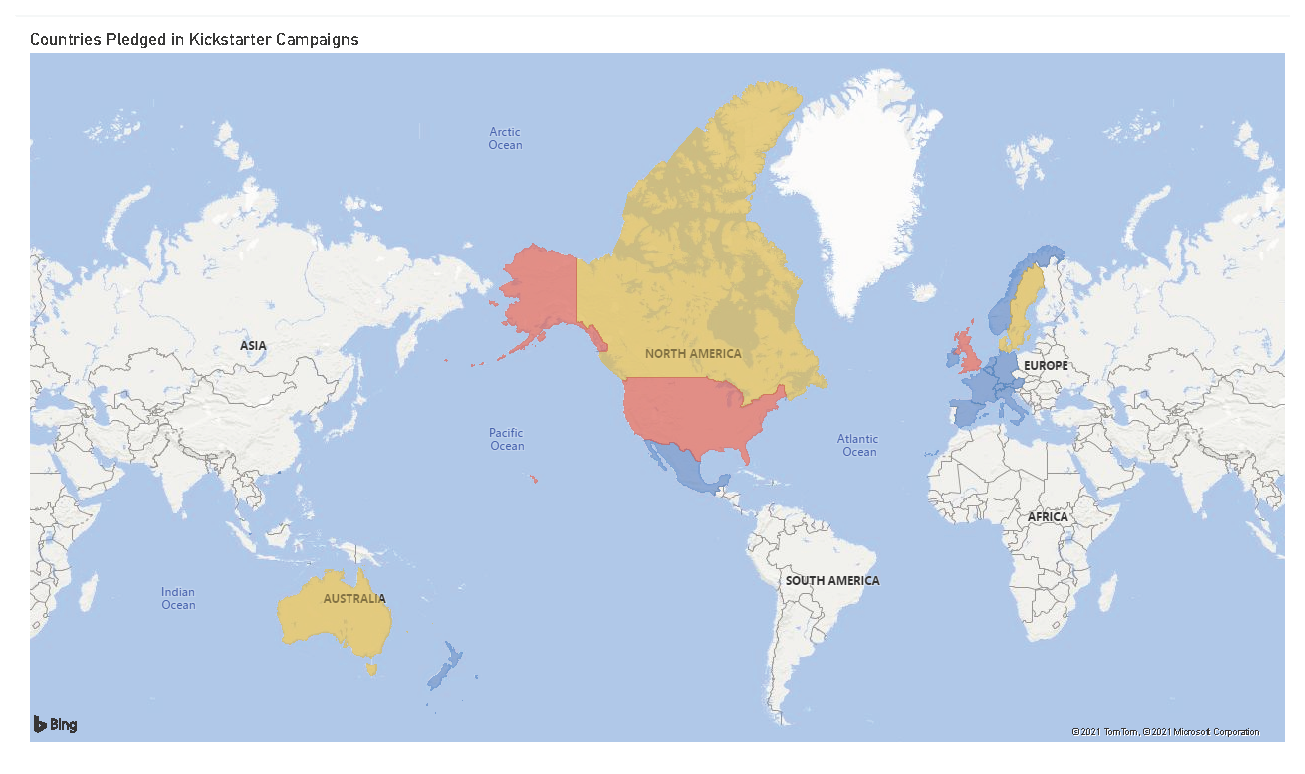 Countries Pledged in Kickstarter Campaigns
Arctic
Ocean
ASIA
NORTH AMERICA
EUROPE
Pacific
Ocean
Atlantic
Ocean
AFRICA
SOUTH AMERICA
Indian
Ocean
AUSTRALIA
Bing
© 2021 TomTom, © 2021 Microsoft Corporation